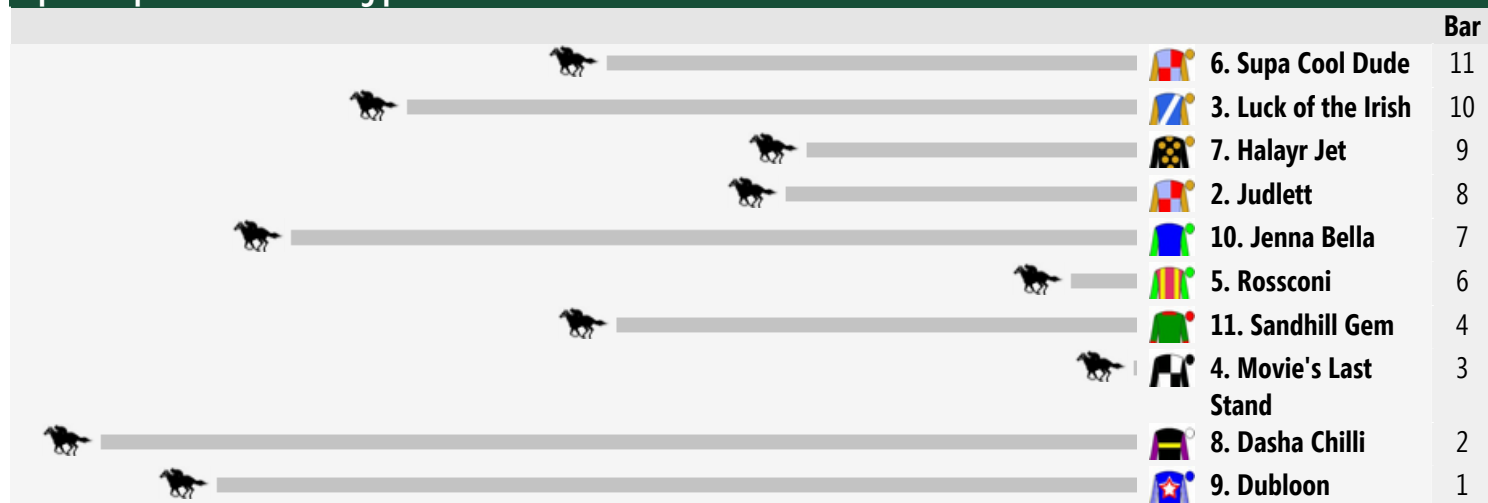 Bar
6. Supa Cool Dude 11
3. Luck of the Irish 10
7. Halayr Jet 9
2. Judlett 8
10. Jenna Bella 7
5. Rossconi 6
11. Sandhill Gem 4
4. Movie's Last 3
Stand
8. Dasha Chilli 2
9. Dubloon 1